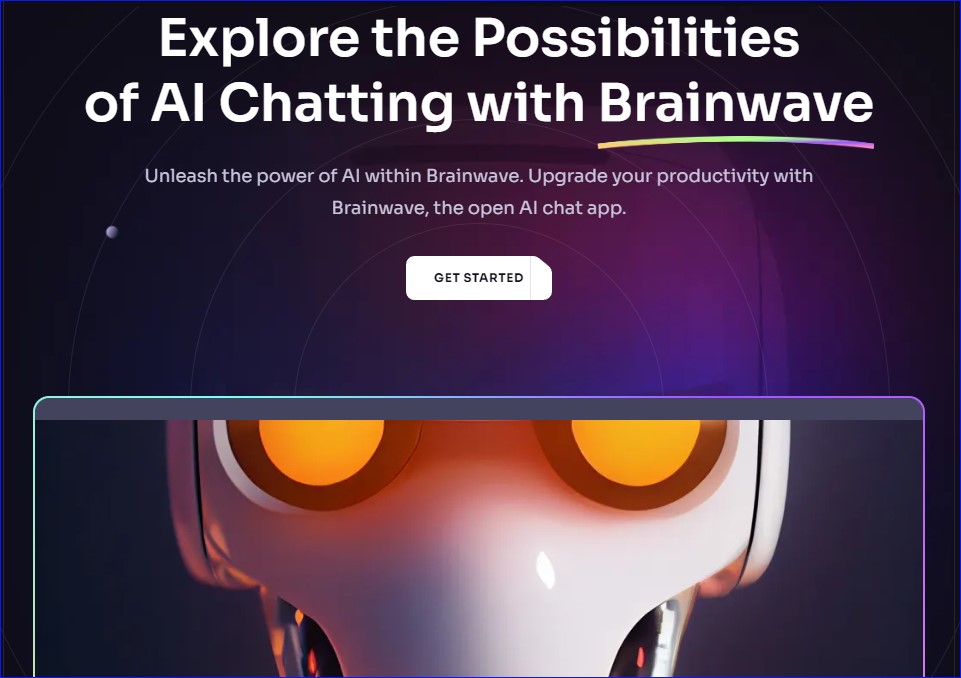 Explore the Possibilities
of AI Chatting with Brainwave
Unleash the power of AI within Brainwave. Upgrade your productivity with
Brainwave, the open AI chat app.
GET STARTED